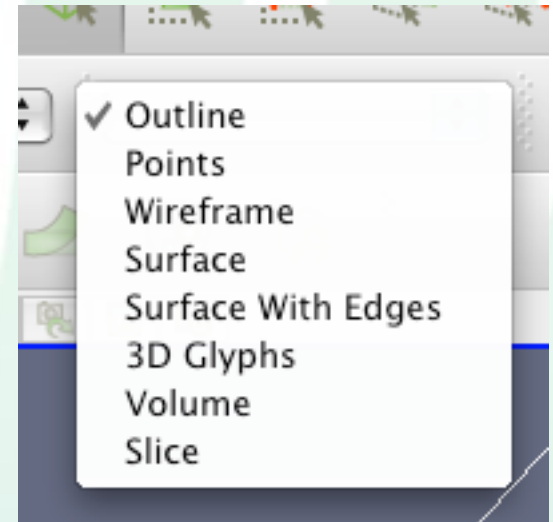 Outline
Points
Wireframe
Surface
Surface With Edges
3D Glyphs
Volume
Slice